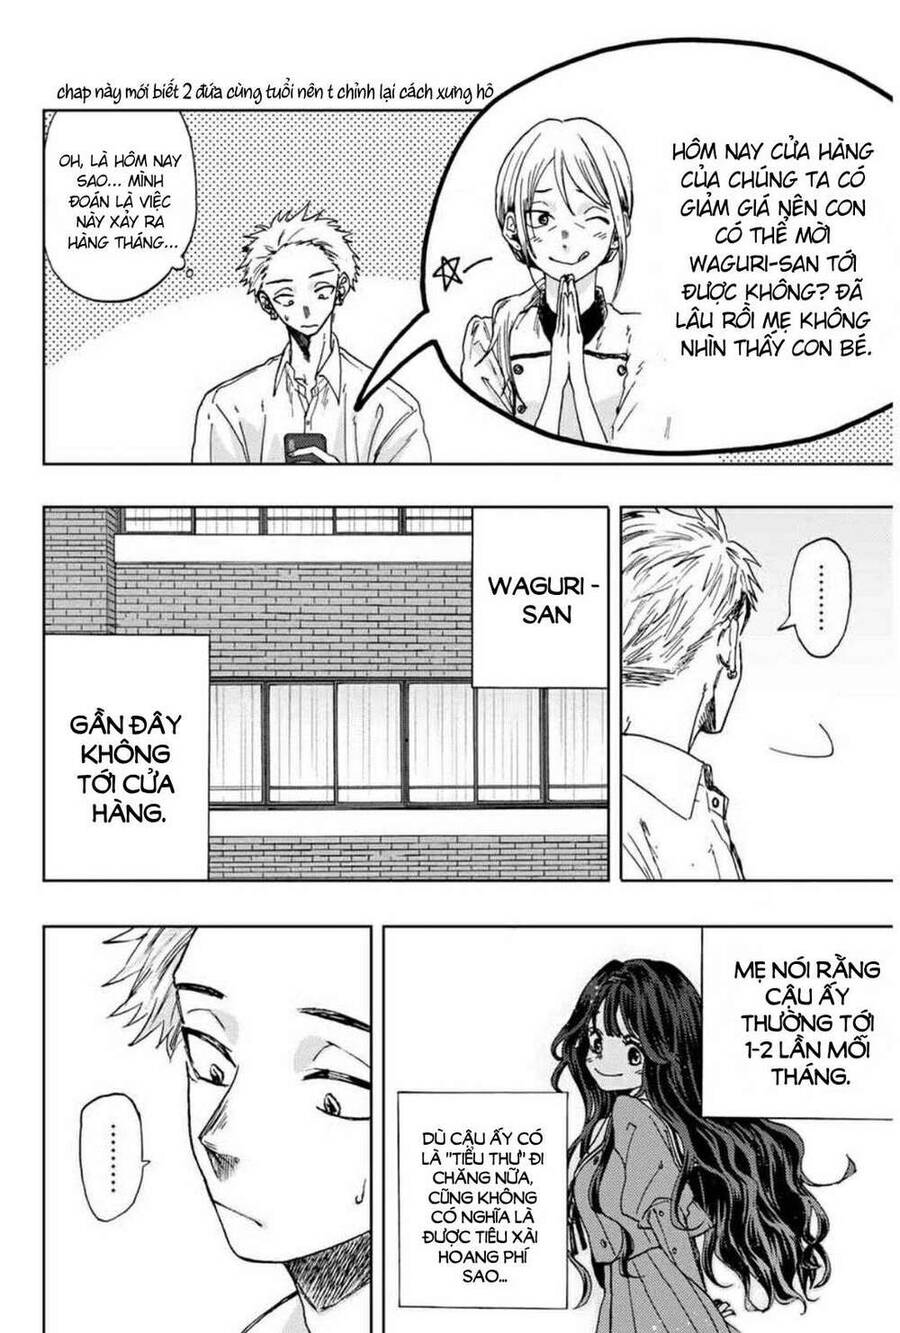 chap này mới biết 2 đứa cùng tuổi nên t chỉnh lại cách xưng hô
HÔM NAY CỬA HÀNG
CỦA CHÚNG TA CÓ
GIẢM GIÁ NÊN CON
CÓ THỂ MỜI
WAGURI-SAN TỚI
ĐƯỢC KHÔNG? ĐÃ
LÂU RỒI MẸ KHÔNG
NHÌN THẤY CON BÉ.
OH, LÀ HÔM NAY
SAO... MÌNH
ĐOÁN LÀ VIỆC
NÀY XẢY RA
HÀNG THÁNG...
........
WAGURI -
SAN
GẦN ĐÂY
KHÔNG
TỚI CỬA
HÀNG.
MẸ NÓI RẰNG
CẬU ẤY
THƯỜNG TỚI
1-2 LẦN MỖI
THÁNG.
DÙ CẬU ẤY CÓ
LÀ "TIỂU THƯ" ĐI
CHĂNG NỮA,
CŨNG KHÔNG
CÓ NGHĨA LÀ
ĐƯỢC TIÊU XÀI
HOANG PHÍ
SAO...
........